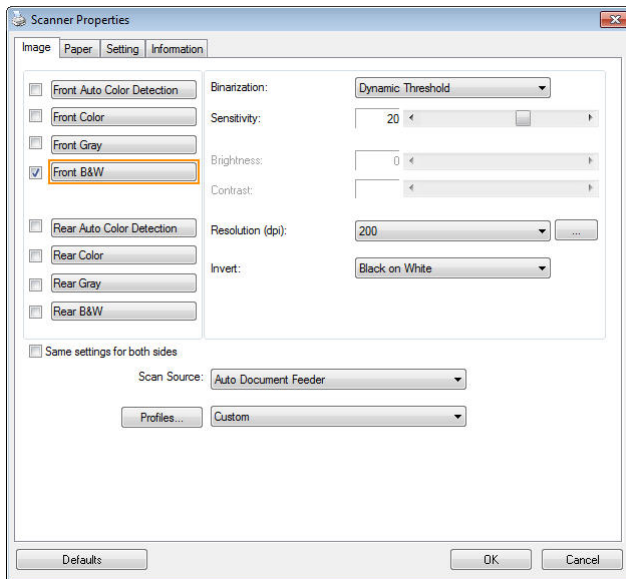 Scanner Properties
Image Paper Setting Information
Front Auto Color Detection
Front Color
Front Gray
Front B&W
Rear Auto Color Detection
Rear Color
Rear Gray
Rear B&W
Binarization: Dynamic Threshold
Sensitivity: 20
Brightness: 0
Contrast:
Resolution (dpi): 200 ...
Invert: Black on White
Same settings for both sides
Scan Source: Auto Document Feeder
Profiles... Custom
Defaults OK Cancel